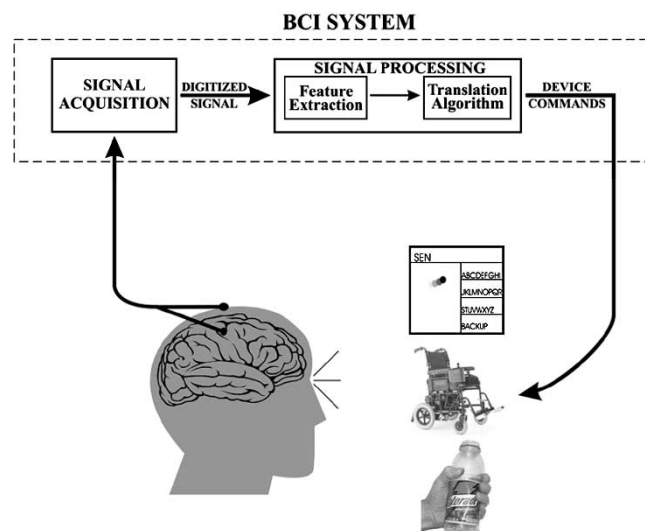 BCI SYSTEM
SIGNAL
ACQUISITION
DIGITIZED
SIGNAL
SIGNAL PROCESSING
Feature
Extraction
Translation
Algorithm
DEVICE
COMMANDS
SEN
ABCDEFGHI
JKLMNOPQR
STUVWXYZ
BACKUP